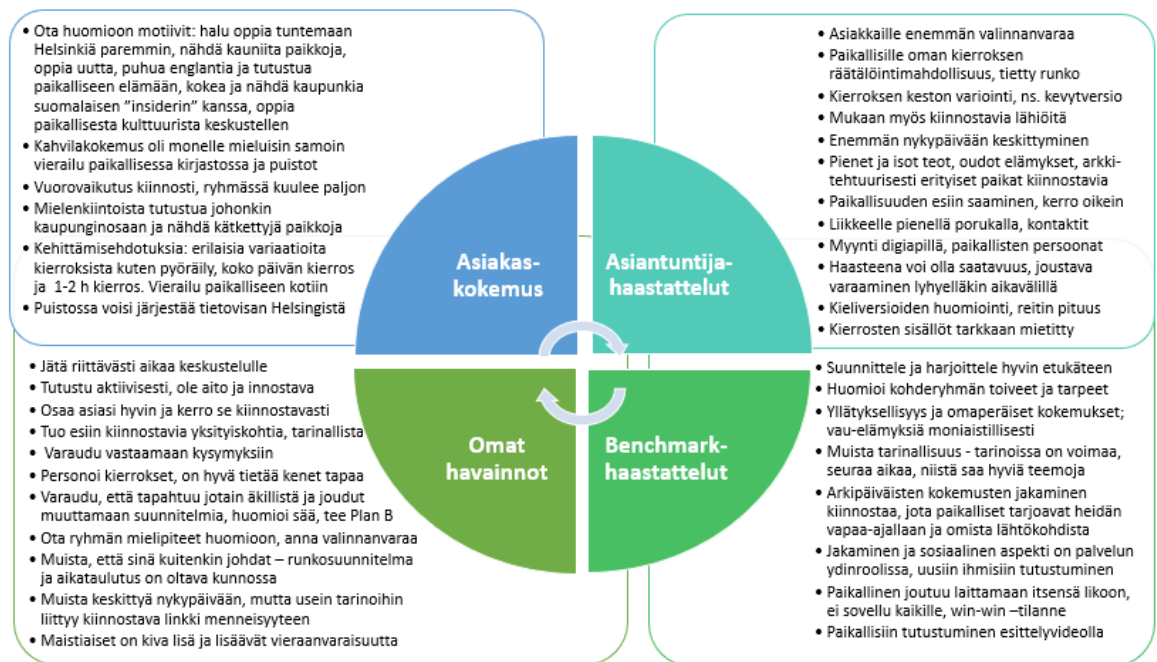 • Ota huomioon motiivit: halu oppia tuntemaan
Helsinkiä paremmin, nähdä kauniita paikkoja,
oppia uutta, puhua englantia ja tutustua
paikalliseen elämään, kokea ja nähdä kaupunkia
suomalaisen ”insiderin” kanssa, oppia
paikallisesta kulttuurista keskustellen
• Kahvilakokemus oli monelle mieluisin samoin
vierailu paikallisessa kirjastossa ja puistot
• Vuorovaikutus kiinnosti, ryhmässä kuulee paljon
• Mielenkiintoista tutustua johonkin
kaupunginosaan ja nähdä kätkettyjä paikkoja
• Kehittämisehdotuksia: erilaisia variaatioita
kierroksista kuten pyöräily, koko päivän kierros
ja 1-2 h kierros. Vierailu paikalliseen kotiin
• Puistossa voisi järjestää tietovisan Helsingistä
• Asiakkaille enemmän valinnanvaraa
• Paikallisille oman kierroksen
räätälöintimahdollisuus, tietty runko
• Kierroksen keston variointi, ns. kevytversio
• Mukaan myös kiinnostavia lähiöitä
• Enemmän nykypäivään keskittyminen
• Pienet ja isot teot, oudot elämykset, arkki-
tehtuurisesti erityiset paikat kiinnostavia
• Paikallisuuden esiin saaminen, kerro oikein
• Liikkeelle pienellä porukalla, kontaktit
• Myynti digiapillä, paikallisten persoonat
• Haasteena voi olla saatavuus, joustava
varaaminen lyhyelläkin aikavälillä
• Kieliversioiden huomiointi, reitin pituus
• Kierrosten sisällöt tarkkaan mietitty
Asiakas-
kokemus
Asiantuntija-
haastattelut
Omat
havainnot
Benchmark-
haastattelut
• Jätä riittävästi aikaa keskustelulle
• Tutustu aktiivisesti, ole aito ja innostava
• Osaa asiasi hyvin ja kerro se kiinnostavasti
• Tuo esiin kiinnostavia yksityiskohtia, tarinallista
• Varaudu vastaamaan kysymyksiin
• Personoi kierrokset, on hyvä tietää kenet tapaa
• Varaudu, että tapahtuu jotain äkillistä ja joudut
muuttamaan suunnitelmia, huomioi sää, tee Plan B
• Ota ryhmän mielipiteet huomioon, anna valinnanvaraa
• Muista, että sinä kuitenkin johdat – runkosuunnitelma
ja aikataulutus on oltava kunnossa
• Muista keskittyä nykypäivään, mutta usein tarinoihin
liittyy kiinnostava linkki menneisyyteen
• Maistiaiset on kiva lisä ja lisäävät vieraanvaraisuutta
• Suunnittele ja harjoittele hyvin etukäteen
• Huomioi kohderyhmän toiveet ja tarpeet
• Yllätyksellisyys ja omaperäiset kokemukset;
vau-elämyksiä moniaistillisesti
• Muista tarinallisuus - tarinoissa on voimaa,
seuraa aikaa, niistä saa hyviä teemoja
• Arkipäiväisten kokemusten jakaminen
kiinnostaa, jota paikalliset tarjoavat heidän
vapaa-ajallaan ja omista lähtökohdista
• Jakaminen ja sosiaalinen aspekti on palvelun
ydinroolissa, uusiin ihmisiin tutustuminen
• Paikallinen joutuu laittamaan itsensä likoon,
ei sovellu kaikille, win-win –tilanne
• Paikallisiin tutustuminen esittelyvideolla